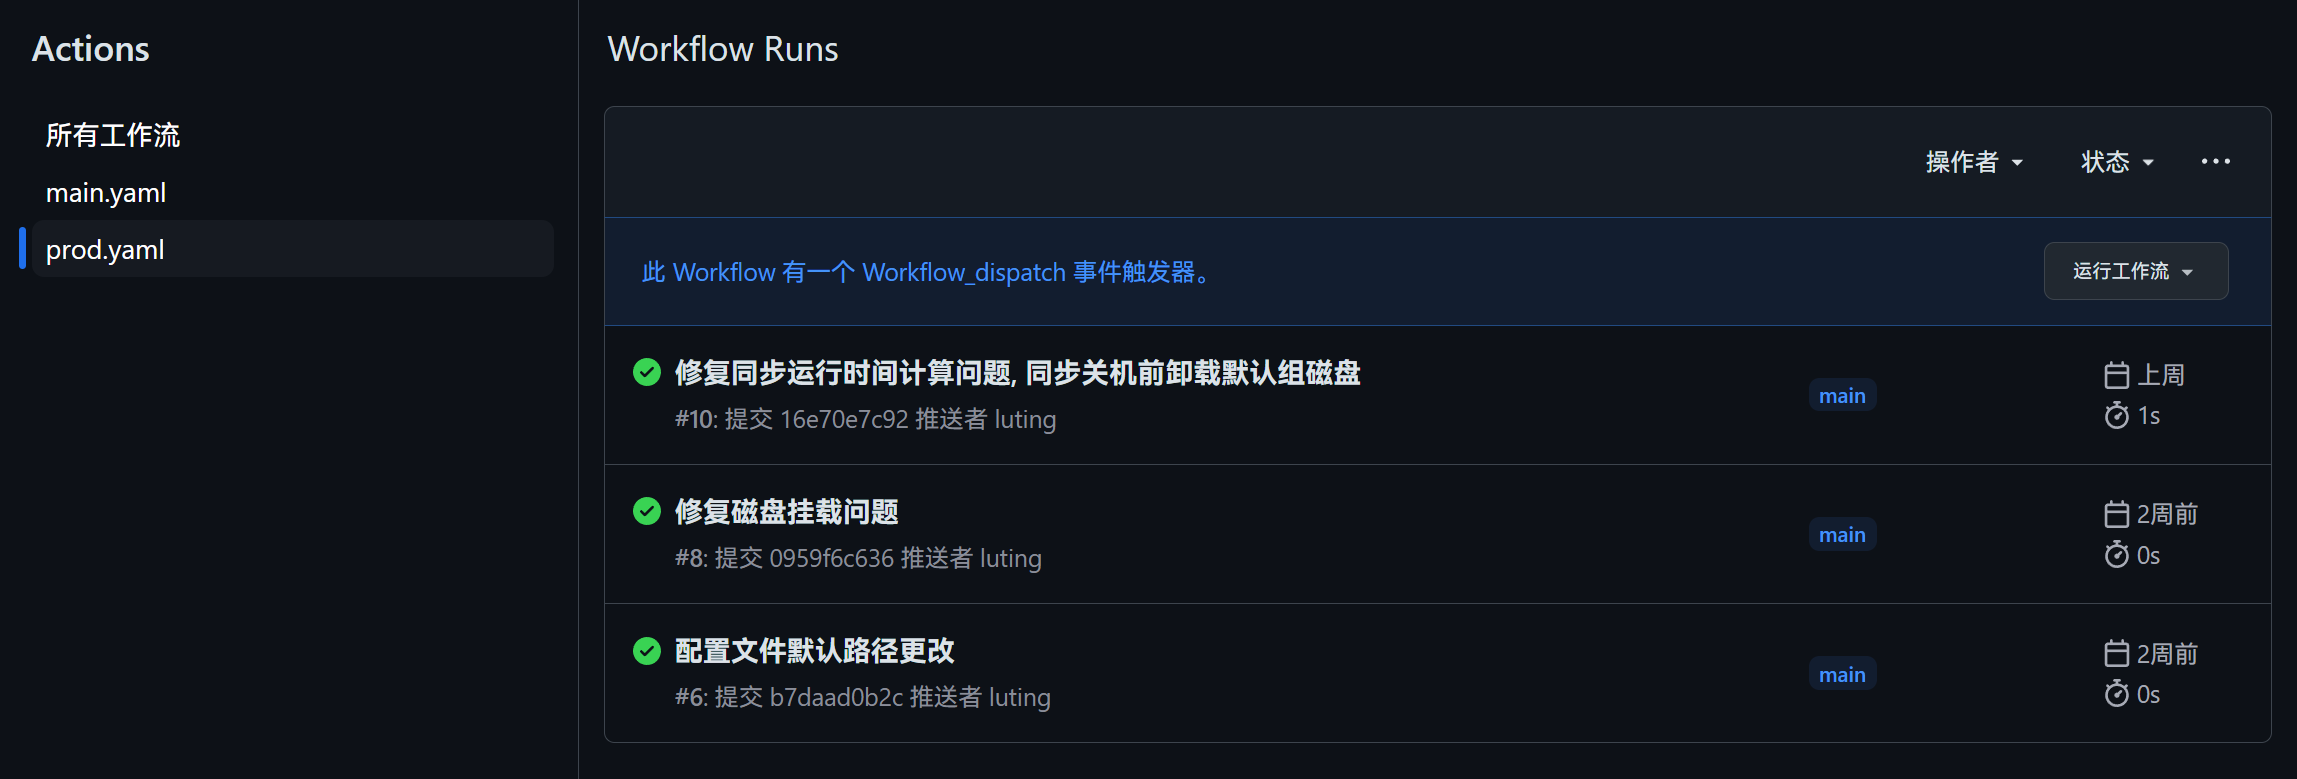 Actions
所有工作流
main.yaml
prod.yaml
Workflow Runs
操作者 状态
此 Workflow 有一个 Workflow_dispatch 事件触发器。 运行工作流
修复同步运行时间计算问题, 同步关机前卸载默认组磁盘
#10: 提交 16e70e7c92 推送者 luting
main
上周
1s
修复磁盘挂载问题
#8: 提交 0959f6c636 推送者 luting
main
2周前
0s
配置文件默认路径更改
#6: 提交 b7daad0b2c 推送者 luting
main
2周前
0s